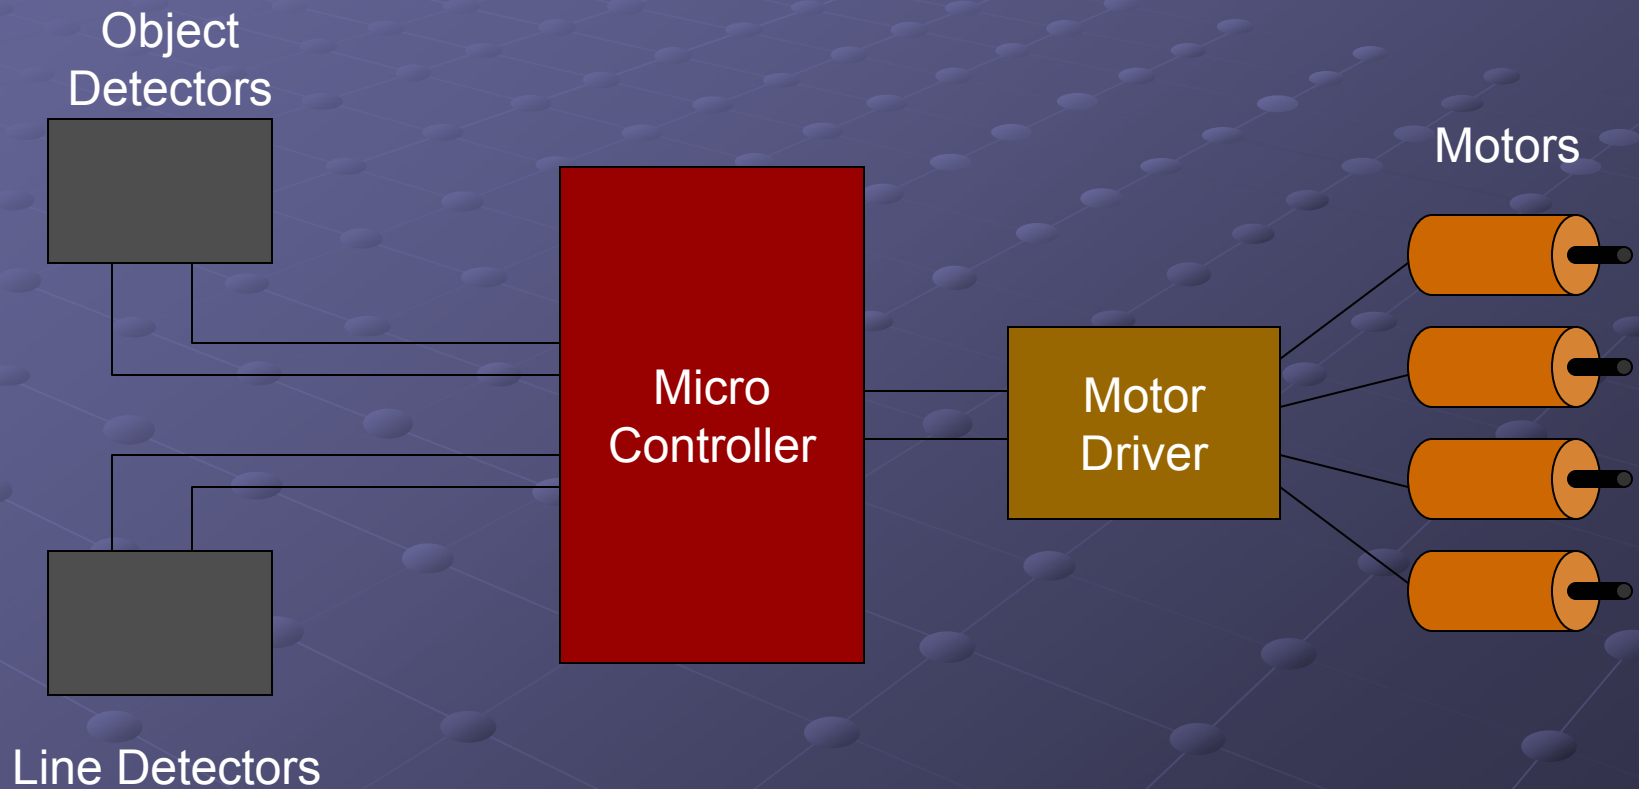 Object
Detectors
Motors
Micro
Controller
Motor
Driver
Line Detectors